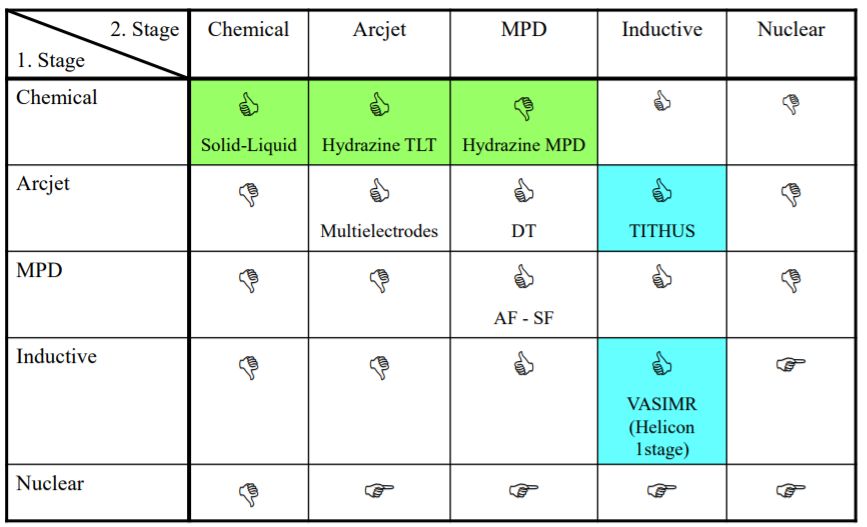 2. Stage
1. Stage
Chemical Arcjet MPD Inductive Nuclear
Chemical
Solid-Liquid Hydrazine TLT Hydrazine MPD
Arcjet
Multielectrodes DT TITHUS
MPD
AF - SF
Inductive
VASIMR
(Helicon
1stage)
Nuclear